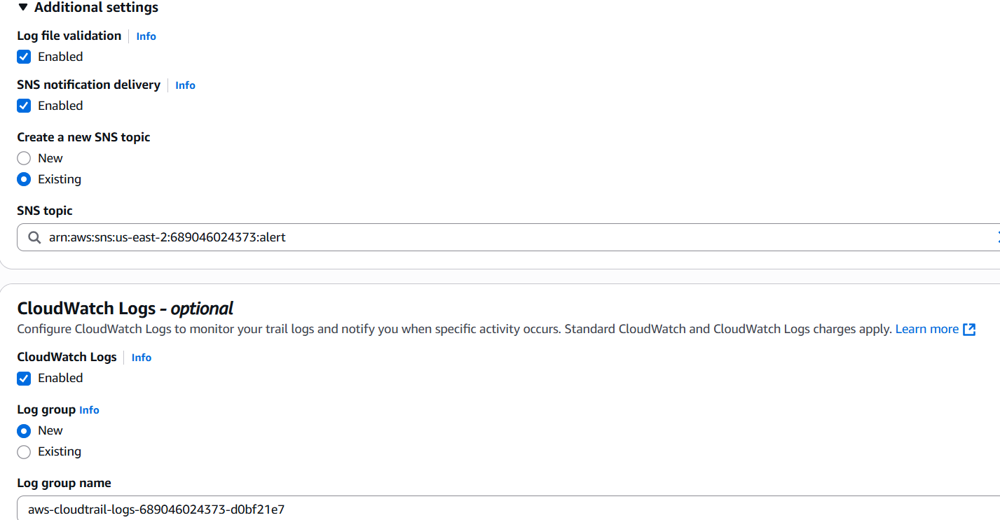 Additional settings
Log file validation Info
Enabled
SNS notification delivery Info
Enabled
Create a new SNS topic
New
Existing
SNS topic
arn:aws:sns:us-east-2:689046024373:alert
CloudWatch Logs – optional
Configure CloudWatch Logs to monitor your trail logs and notify you when specific activity occurs. Standard CloudWatch and CloudWatch Logs charges apply. Learn more
CloudWatch Logs Info
Enabled
Log group Info
New
Existing
Log group name
aws-cloudtrail-logs-689046024373-d0bf21e7